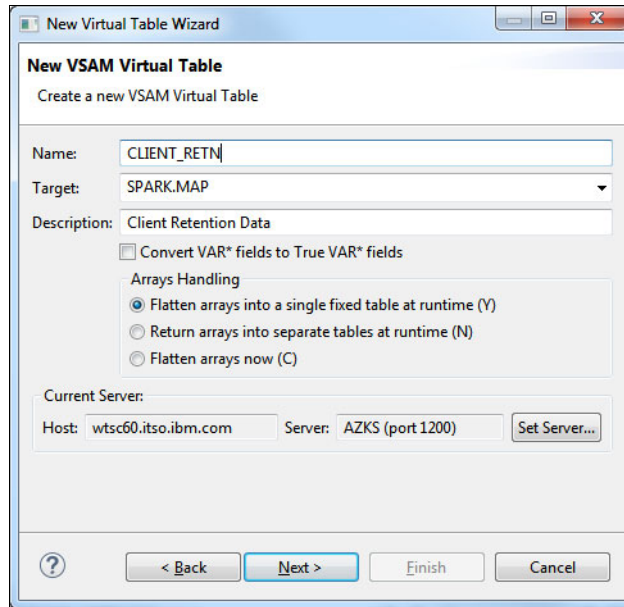 New Virtual Table Wizard
New VSAM Virtual Table
Create a new VSAM Virtual Table
Name: CLIENT_RETN
Target: SPARK.MAP
Description: Client Retention Data
Convert VAR* fields to True VAR* fields
Arrays Handling
Flatten arrays into a single fixed table at runtime (Y)
Return arrays into separate tables at runtime (N)
Flatten arrays now (C)
Current Server:
Host: wtsc60.itso.ibm.com Server: AZKS (port 1200) Set Server...
? < Back Next > Finish Cancel